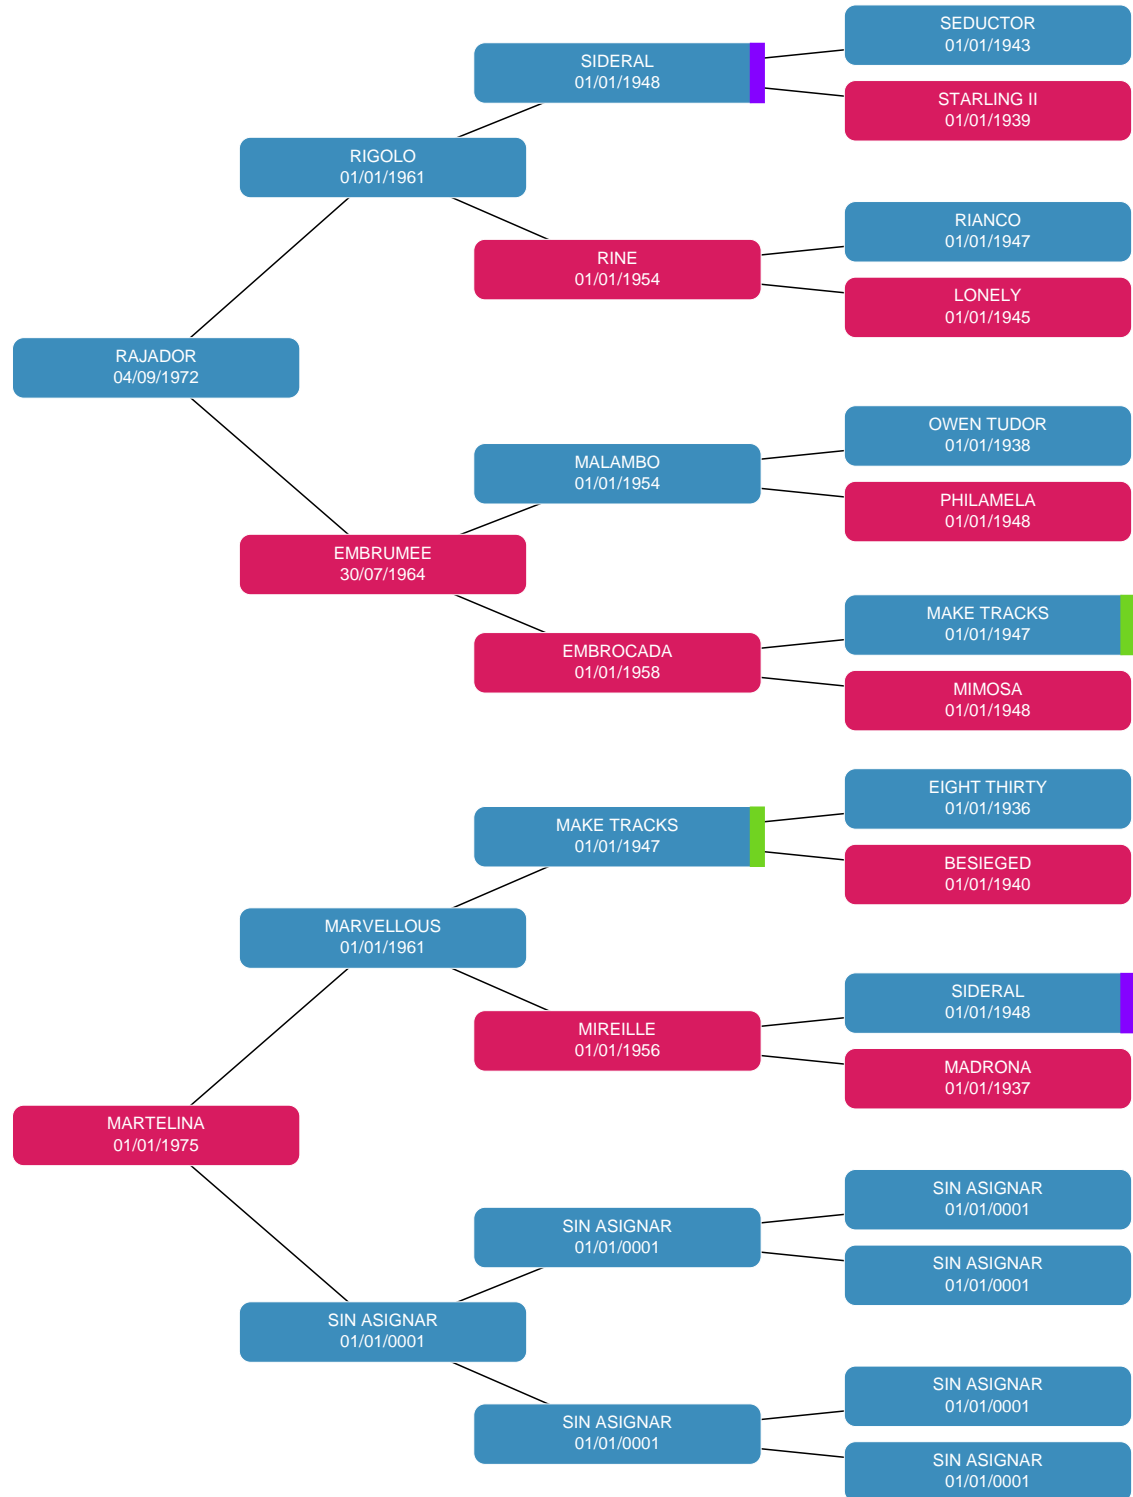 SEDUCTOR
01/01/1943
SIDERAL
01/01/1948
STARLING II
01/01/1939
RIGOLO
01/01/1961
RIANCO
01/01/1947
RINE
01/01/1954
LONELY
01/01/1945
RAJADOR
04/09/1972
OWEN TUDOR
01/01/1938
MALAMBO
01/01/1954
PHILAMELA
01/01/1948
EMBRUMEE
30/07/1964
MAKE TRACKS
01/01/1947
EMBROCADA
01/01/1958
MIMOSA
01/01/1948
EIGHT THIRTY
01/01/1936
MAKE TRACKS
01/01/1947
BESIEGED
01/01/1940
MARVELLOUS
01/01/1961
SIDERAL
01/01/1948
MIREILLE
01/01/1956
MADRONA
01/01/1937
MARTELINA
01/01/1975
SIN ASIGNAR
01/01/0001
SIN ASIGNAR
01/01/0001
SIN ASIGNAR
01/01/0001
SIN ASIGNAR
01/01/0001
SIN ASIGNAR
01/01/0001
SIN ASIGNAR
01/01/0001
SIN ASIGNAR
01/01/0001